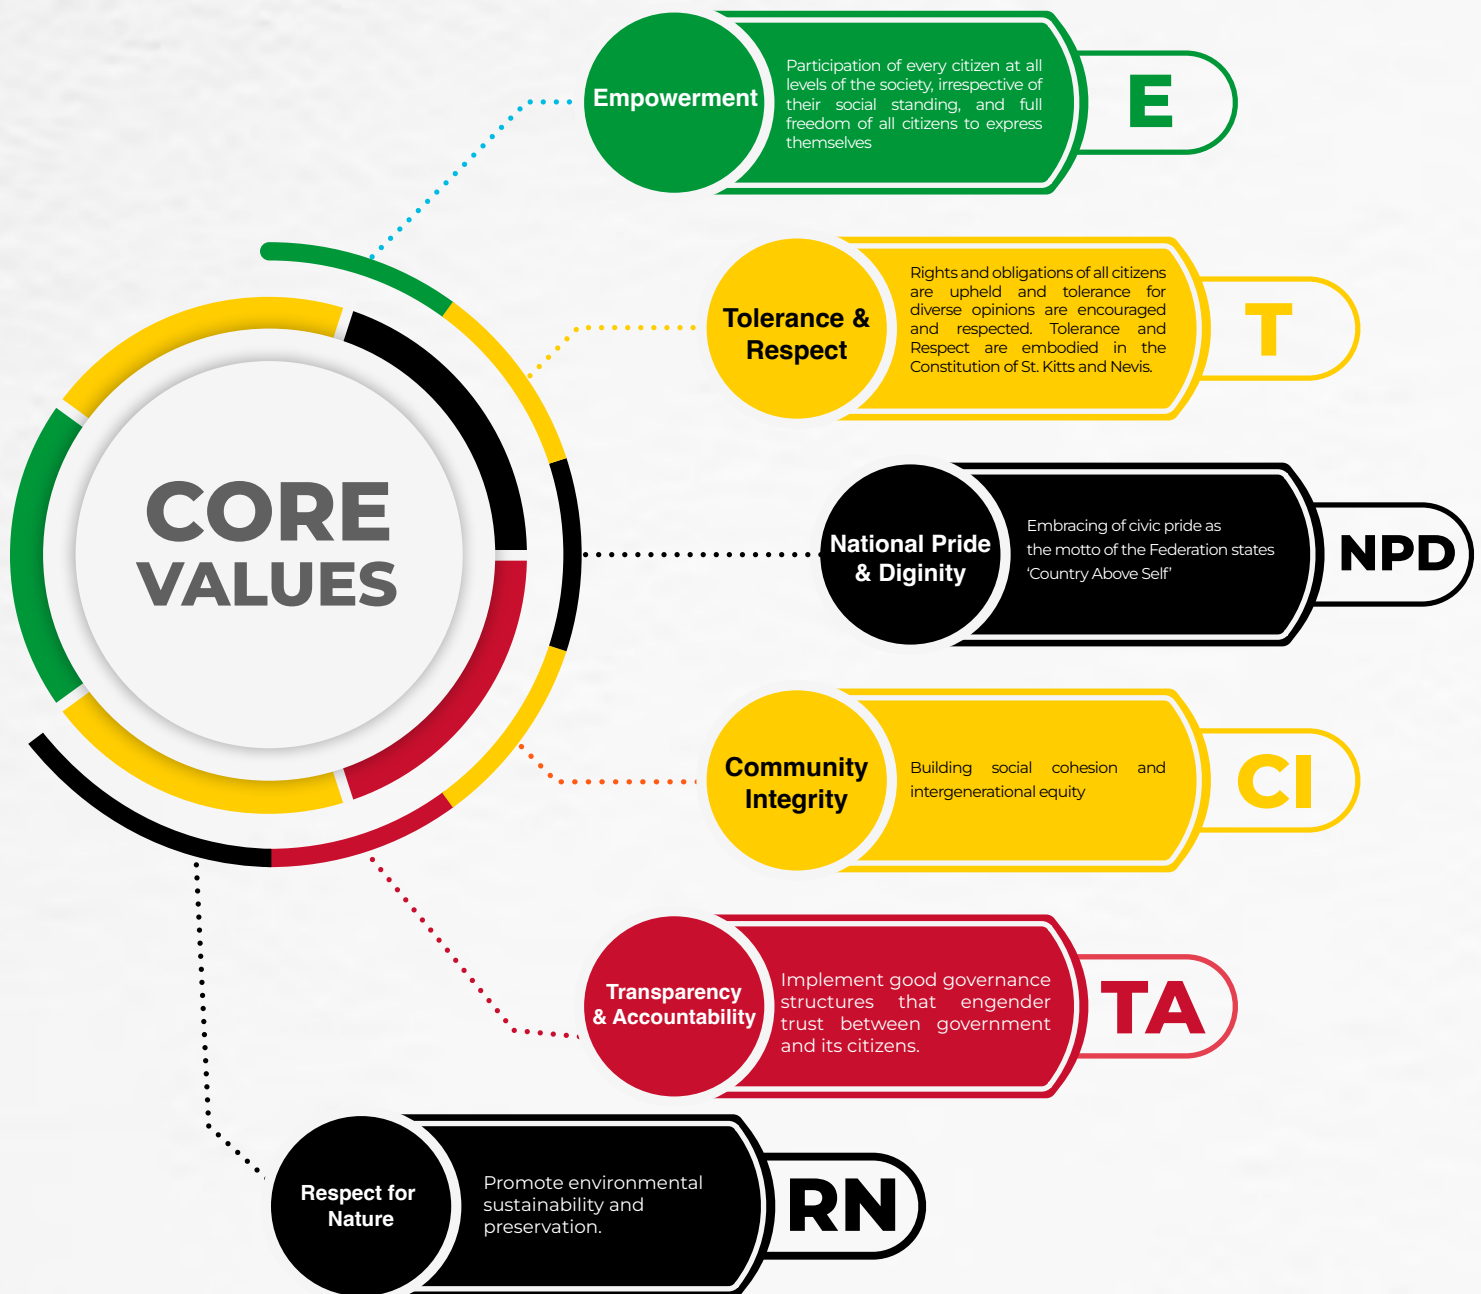 CORE
VALUES
Empowerment
Participation of every citizen at all
levels of the society, irrespective of
their social standing, and full
freedom of all citizens to express
themselves
E
Tolerance &
Respect
Rights and obligations of all citizens
are upheld and tolerance for
diverse opinions are encouraged
and respected. Tolerance and
Respect are embodied in the
Constitution of St. Kitts and Nevis.
T
National Pride
& Diginity
Embracing of civic pride as
the motto of the Federation states
‘Country Above Self’
NPD
Community
Integrity
Building social cohesion and
intergenerational equity
CI
Transparency
& Accountability
Implement good governance
structures that engender
trust between government
and its citizens.
TA
Respect for
Nature
Promote environmental
sustainability and
preservation.
RN